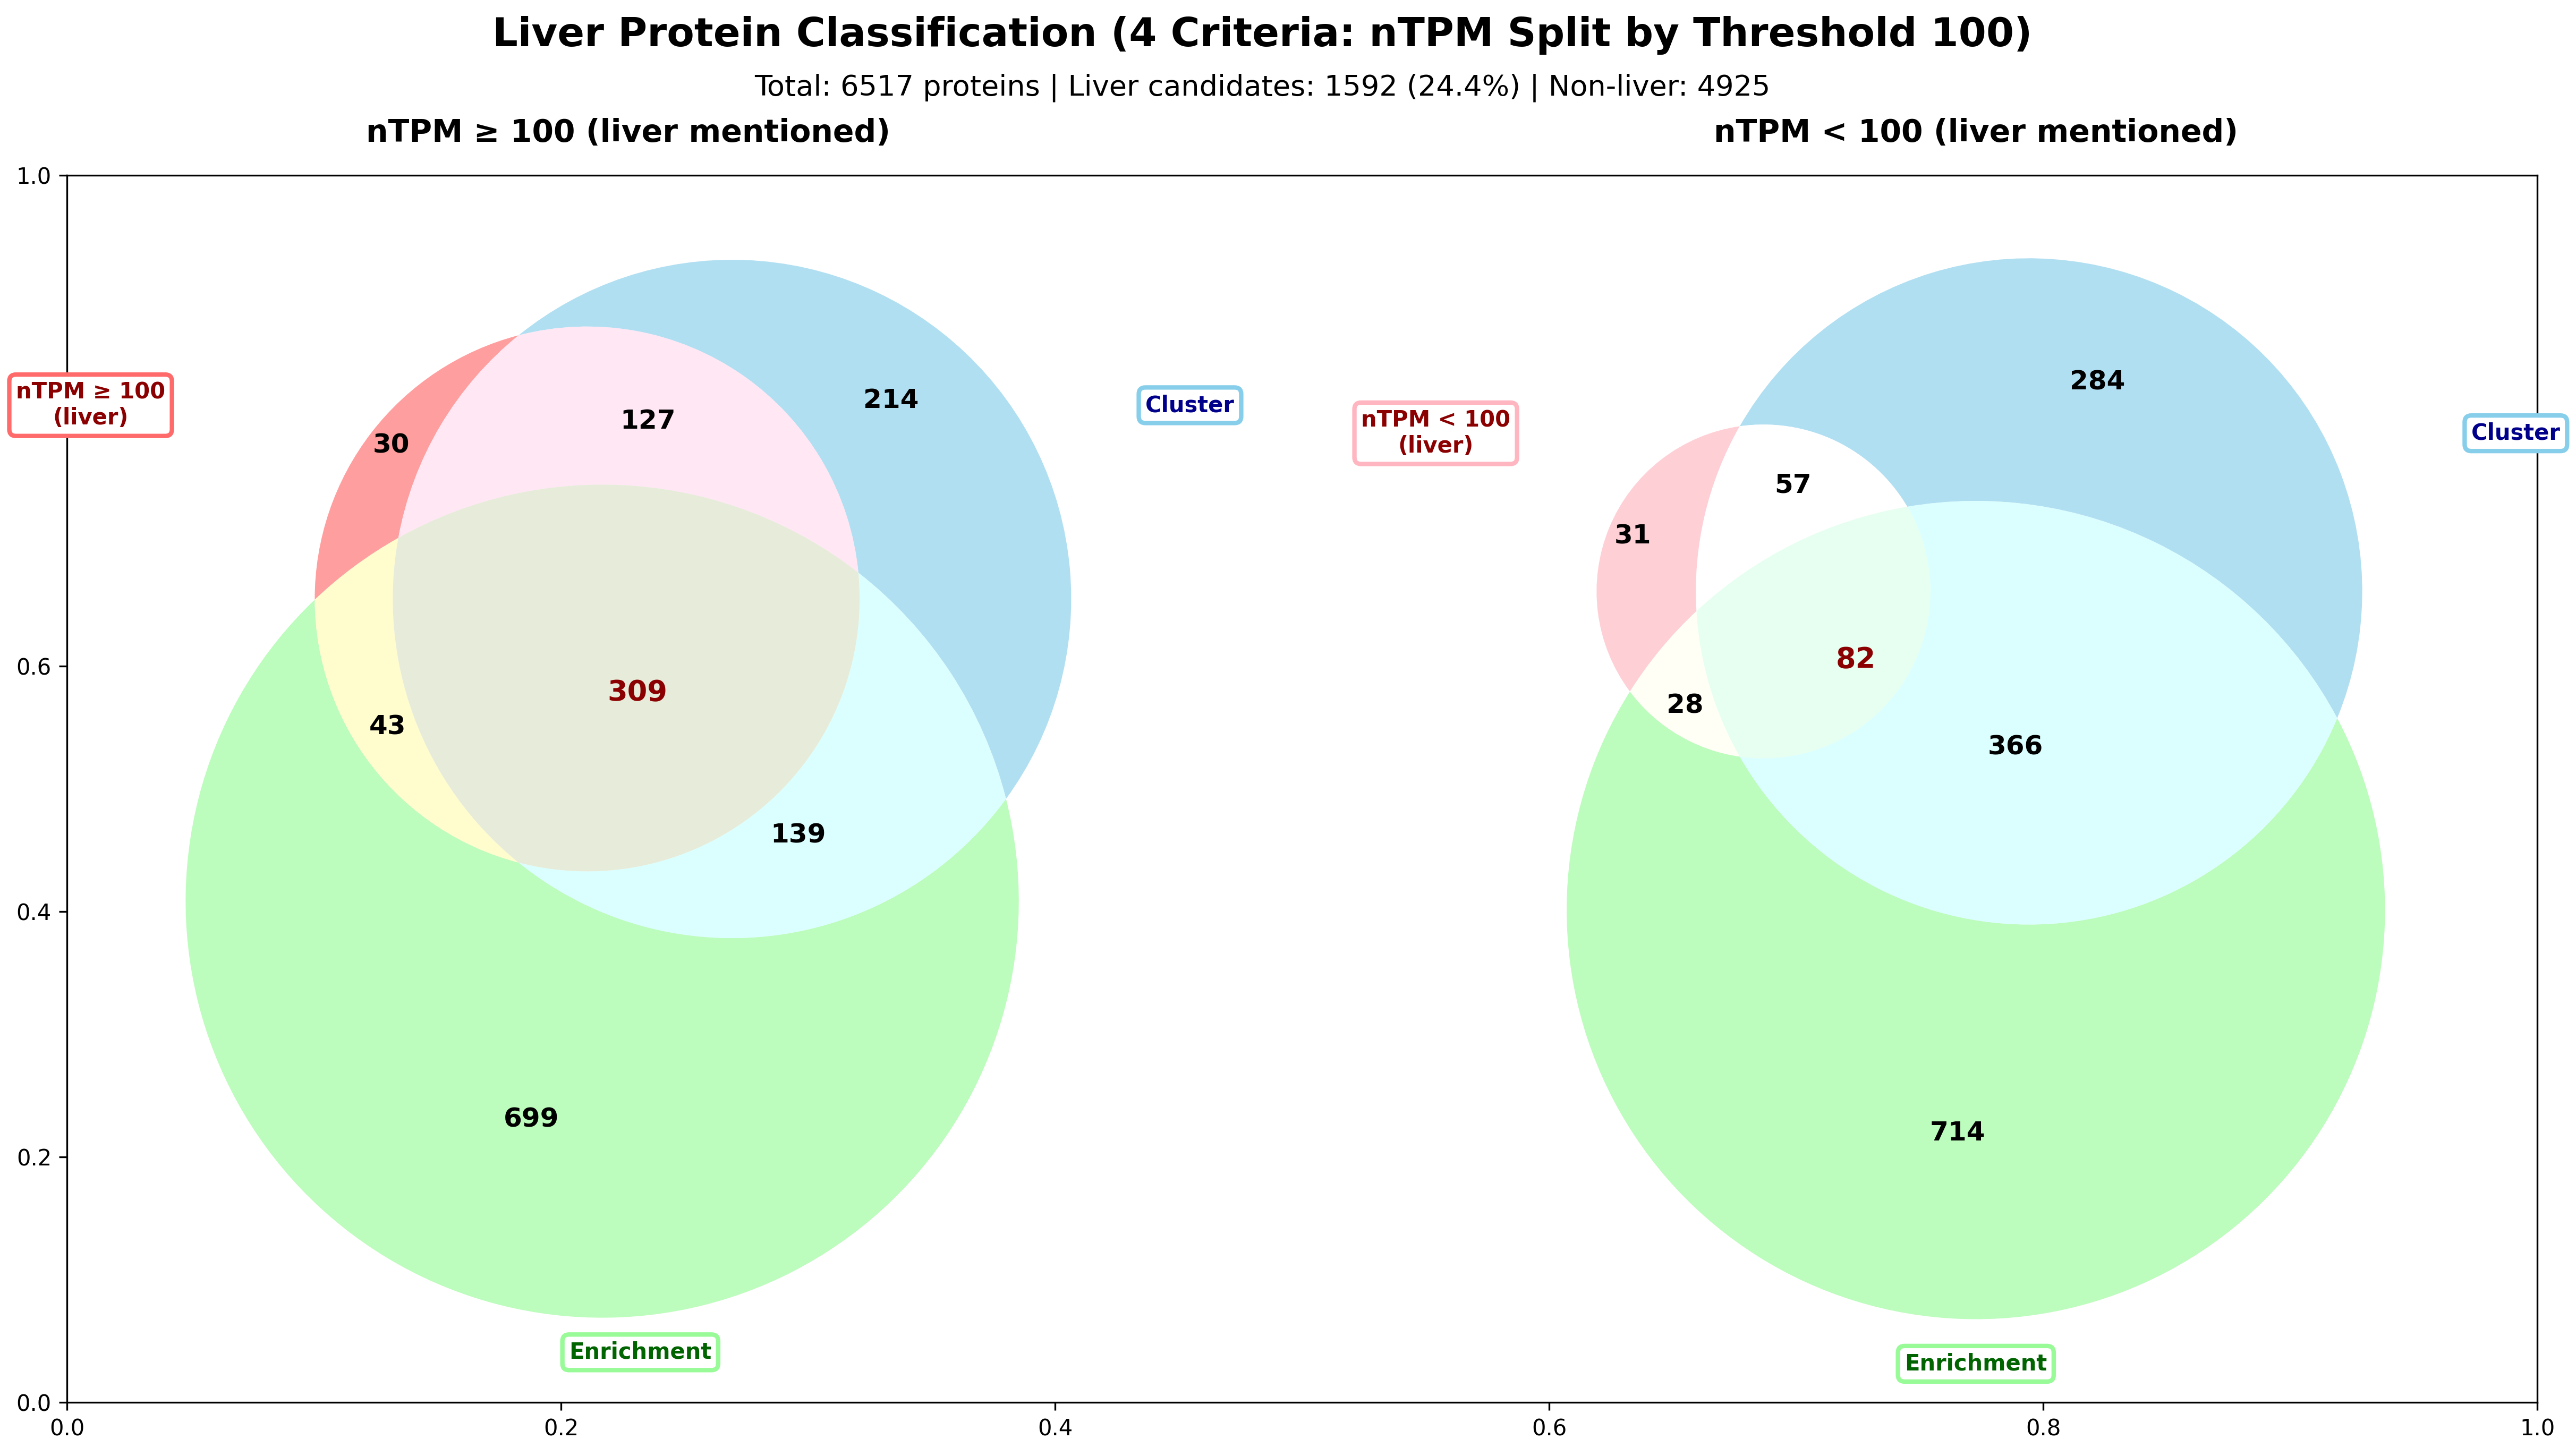 Liver Protein Classification (4 Criteria: nTPM Split by Threshold 100)
Total: 6517 proteins | Liver candidates: 1592 (24.4%) | Non-liver: 4925
nTPM ≥ 100 (liver mentioned)
nTPM < 100 (liver mentioned)
1.0
0.6
0.4
0.2
0.0
nTPM ≥ 100
(liver)
30
127
214
Cluster
43
309
139
699
Enrichment
nTPM < 100
(liver)
31
57
284
Cluster
28
82
366
714
Enrichment
0.0
0.2
0.4
0.6
0.8
1.0